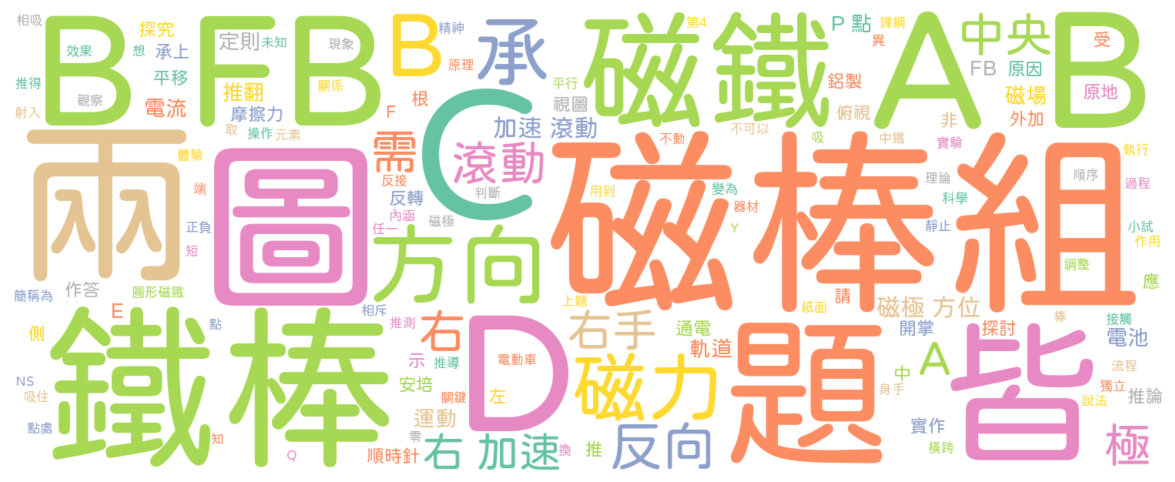 相吸 探究 B FB B 精神 承 磁鐵 第4 P 點 課綱 AB 中央 受
效果 想 承上 定則 未知 現象 原理 異 FB 原因
推得 觀察 平移 關係 平行 鋁製 磁場 原地
射入 電流 推翻 摩擦力 F 根 視圖 俯視 非 外加
取 操作 元素 C 加速 滾動 不可以 吸 中鐵 實驗 執行
兩 體驗 圖 需 滾動 不動 磁棒組 理論 順序
端 反接 反轉 判斷 用到 變為 科學 過程
正負 內涵 任一 磁極 器材 靜止 小試
短 方向 Y 作用
簡稱為 作答 圓形磁鐵 上題 紙面 請 磁極 方位 調整 應
E 相斥 右 右手 通電 開掌 探討 棒 接觸
側 鐵棒 點 推測 D 軌道 題 皆 電池
示 推導 電動車 中 A 流程
NS 安培 磁力 身手 獨立
吸住 關鍵 左 說法 推論
點處 運動 實作
知 零 右 加速 反向 橫跨 極
Q 順時針 換 推